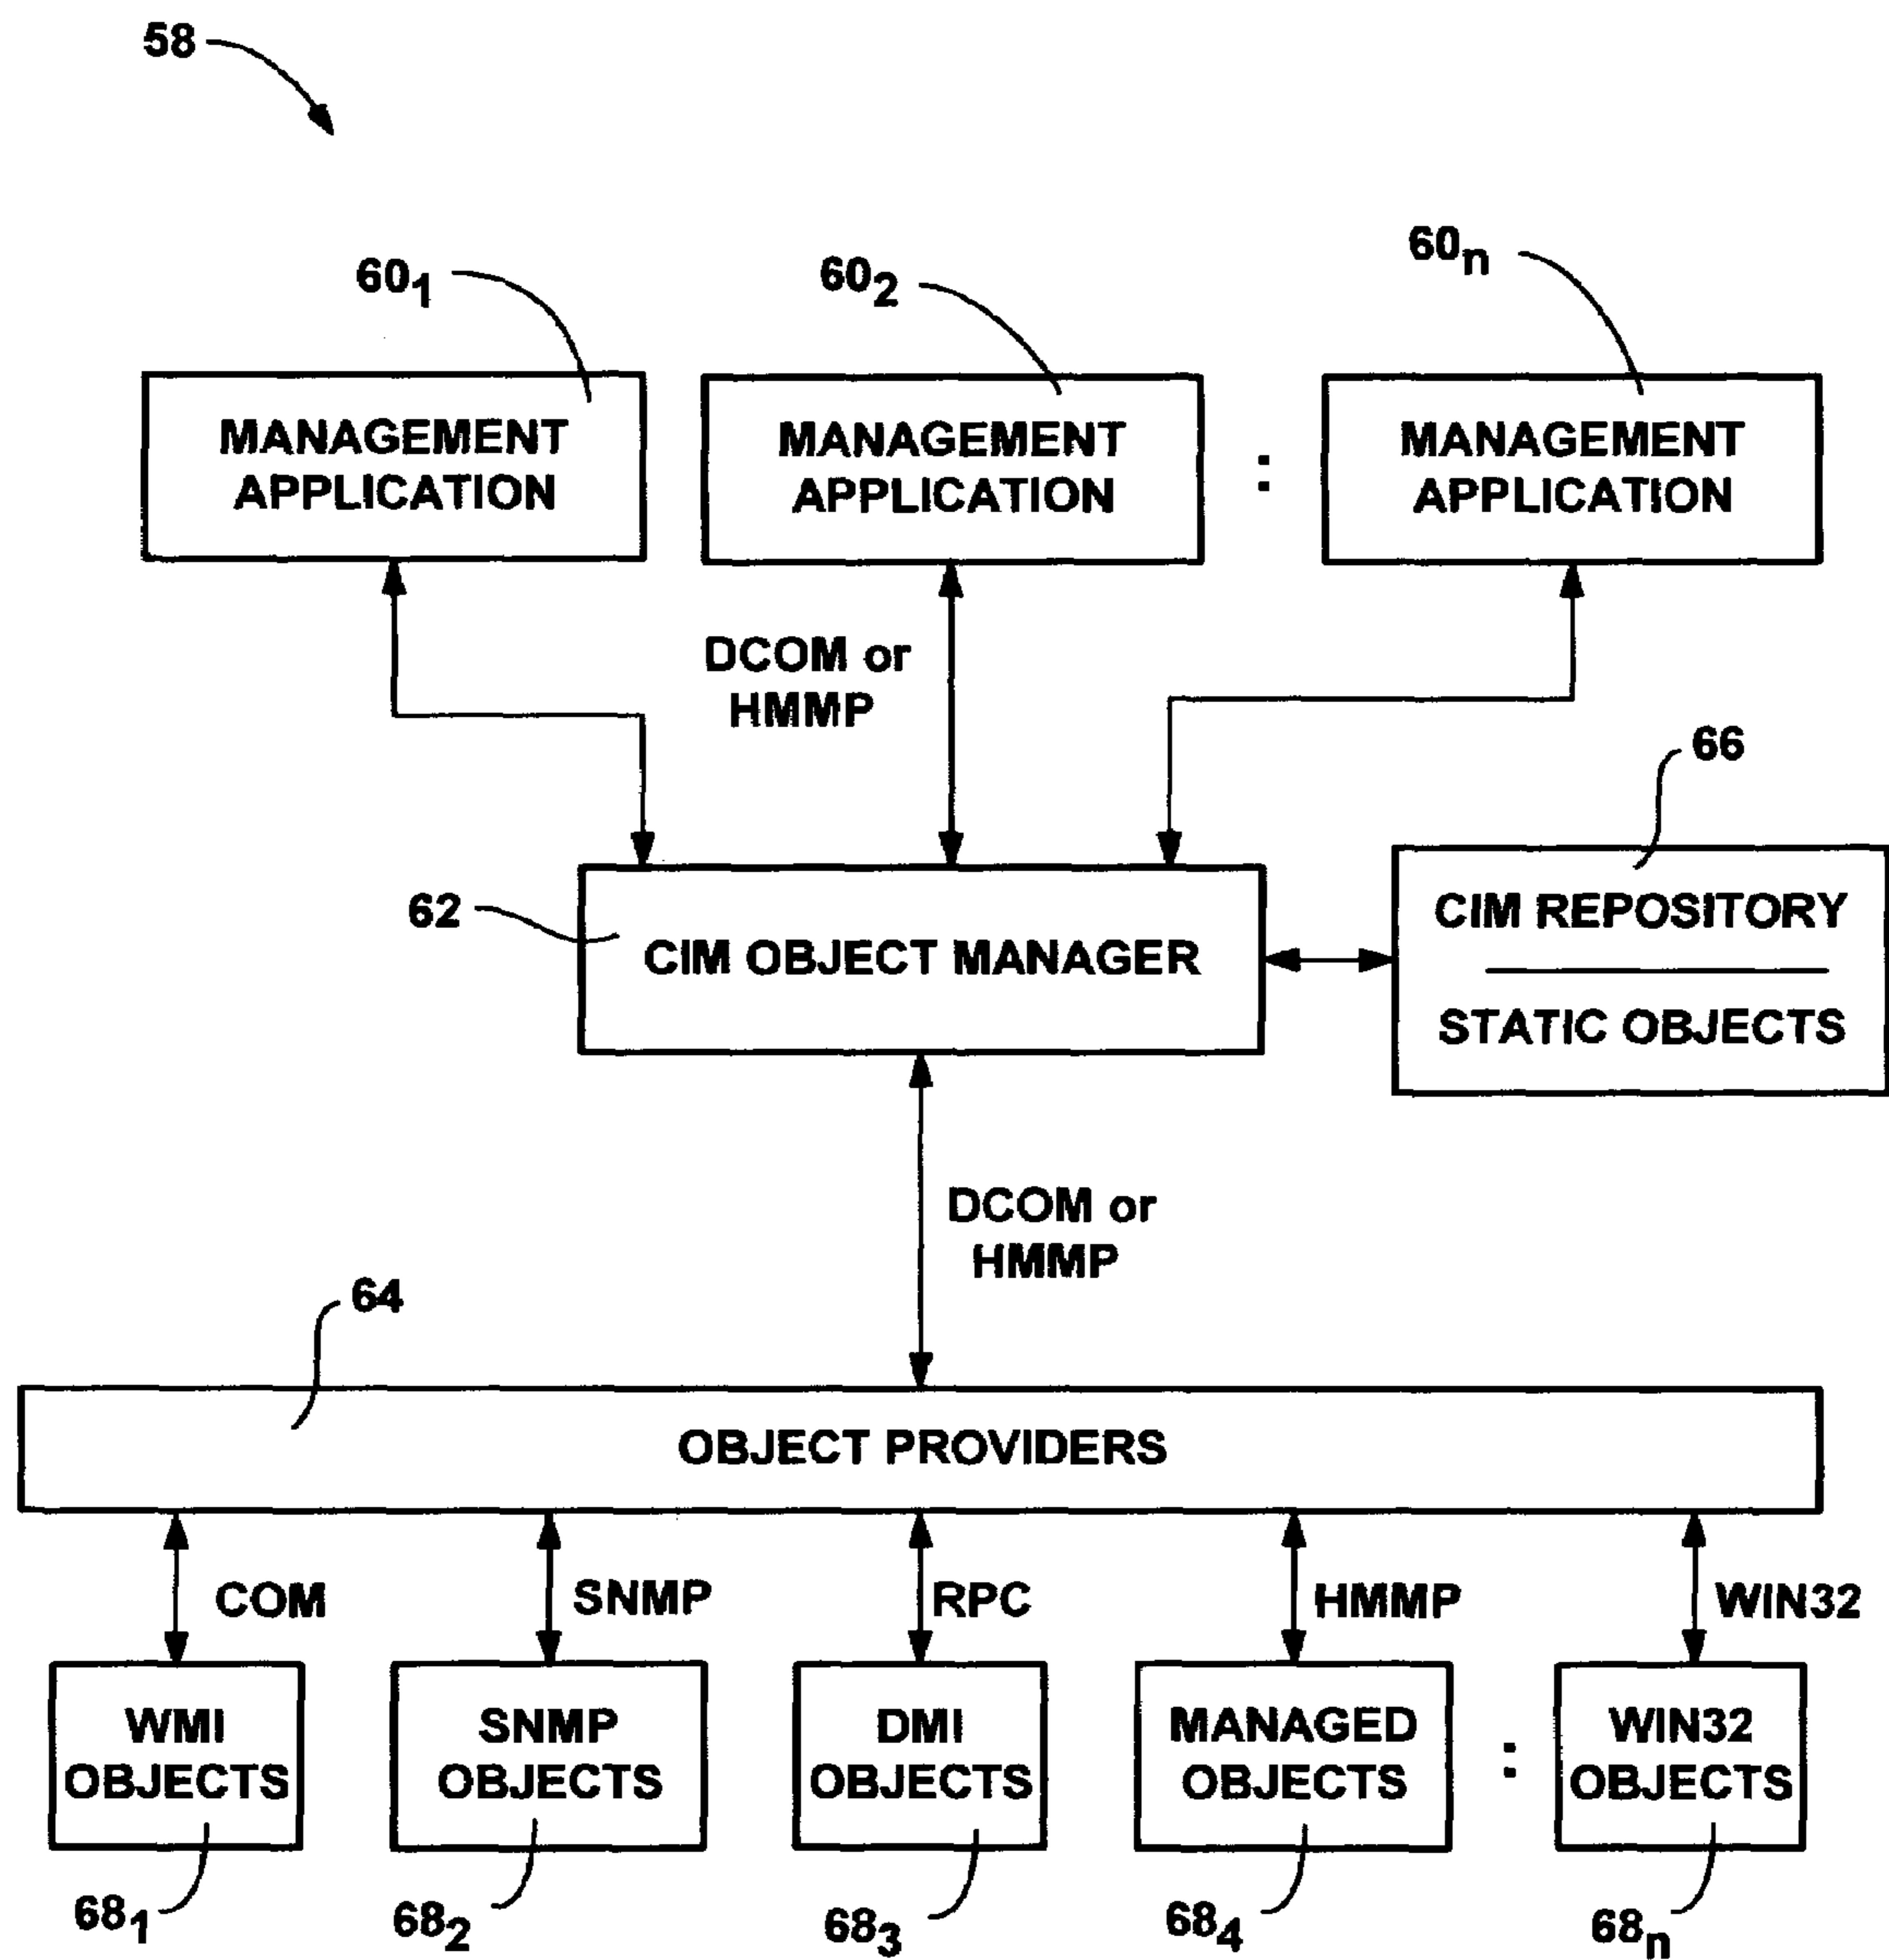 58
60₁
60₂
60ₙ
MANAGEMENT
APPLICATION
MANAGEMENT
APPLICATION
:
MANAGEMENT
APPLICATION
DCOM or
HMMP
66
62
CIM OBJECT MANAGER
CIM REPOSITORY
STATIC OBJECTS
DCOM or
HMMP
64
OBJECT PROVIDERS
COM
SNMP
RPC
HMMP
WIN32
WMI
OBJECTS
SNMP
OBJECTS
DMI
OBJECTS
MANAGED
OBJECTS
:
WIN32
OBJECTS
68₁
68₂
68₃
68₄
68ₙ